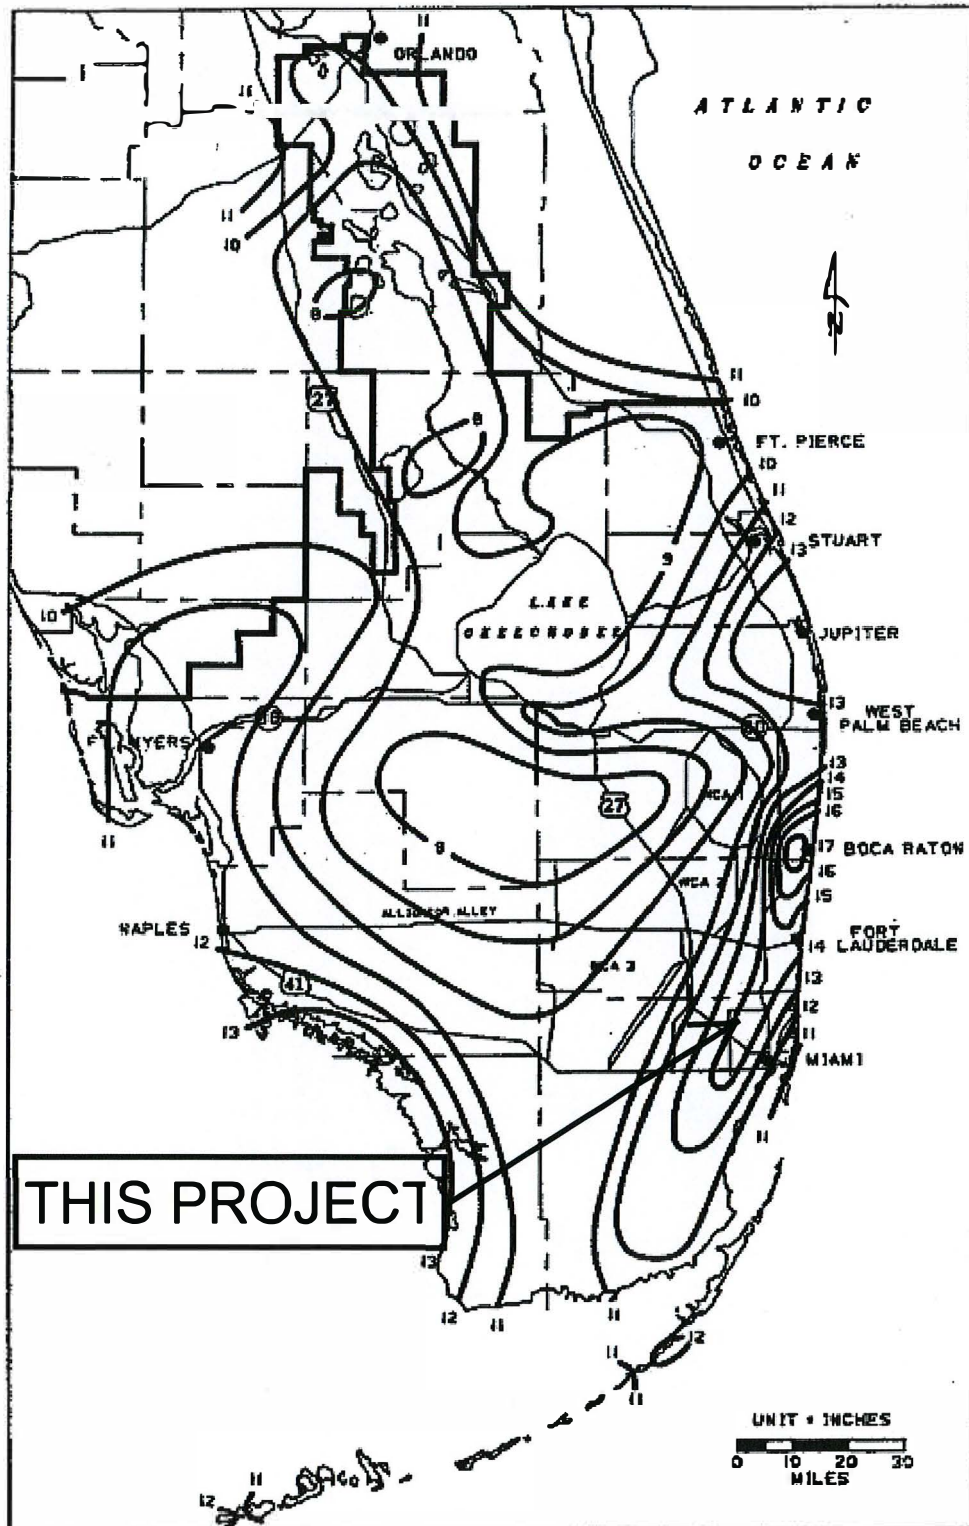 11
ORLANDO
ATLANTIC
OCEAN
11
11
10
8
N
27
11
10
8
FT. PIERCE
10
11
12
13
STUART
9
10
LAKE
OKEECHOBEE
JUPITER
13
WEST
PALM BEACH
80
FT. MYERS
13
14
15
16
WCA 1
27
11
9
17
BOCA RATON
16
15
WCA 2
ALLIGATOR ALLEY
NAPLES
12
FORT
LAUDERDALE
14
13
WCA 3
41
12
13
11
MIAMI
11
THIS PROJECT
13
12
11
11
12
11
11
UNIT = INCHES
0 10 20 30
MILES
11
12